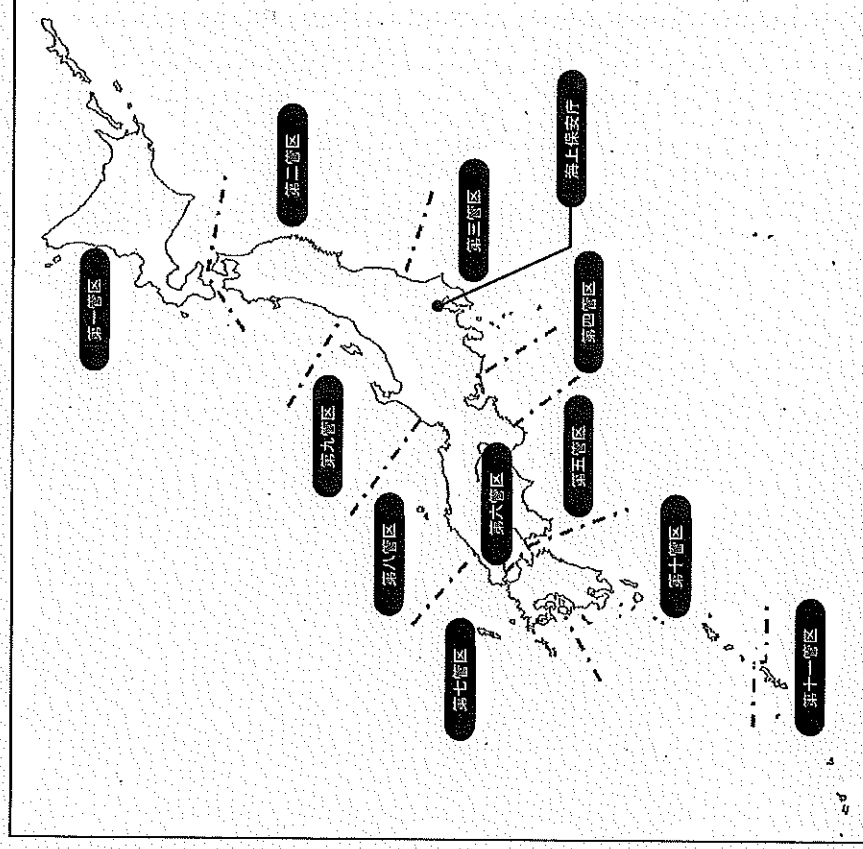 第一管区
第二管区
第三管区
海上保安庁
第四管区
第五管区
第六管区
第七管区
第八管区
第九管区
第十管区
第十一管区